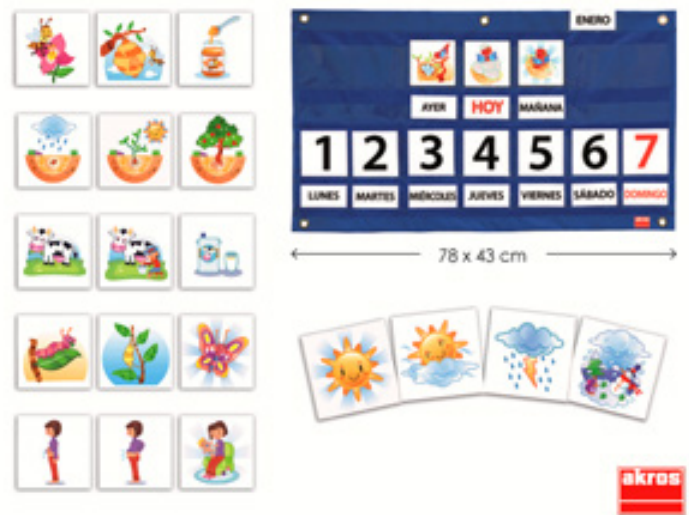 ENERO
AYER HOY MAÑANA
1 2 3 4 5 6 7
LUNES MARTES MIÉRCOLES JUEVES VIERNES SÁBADO DOMINGO
78 x 43 cm
akros